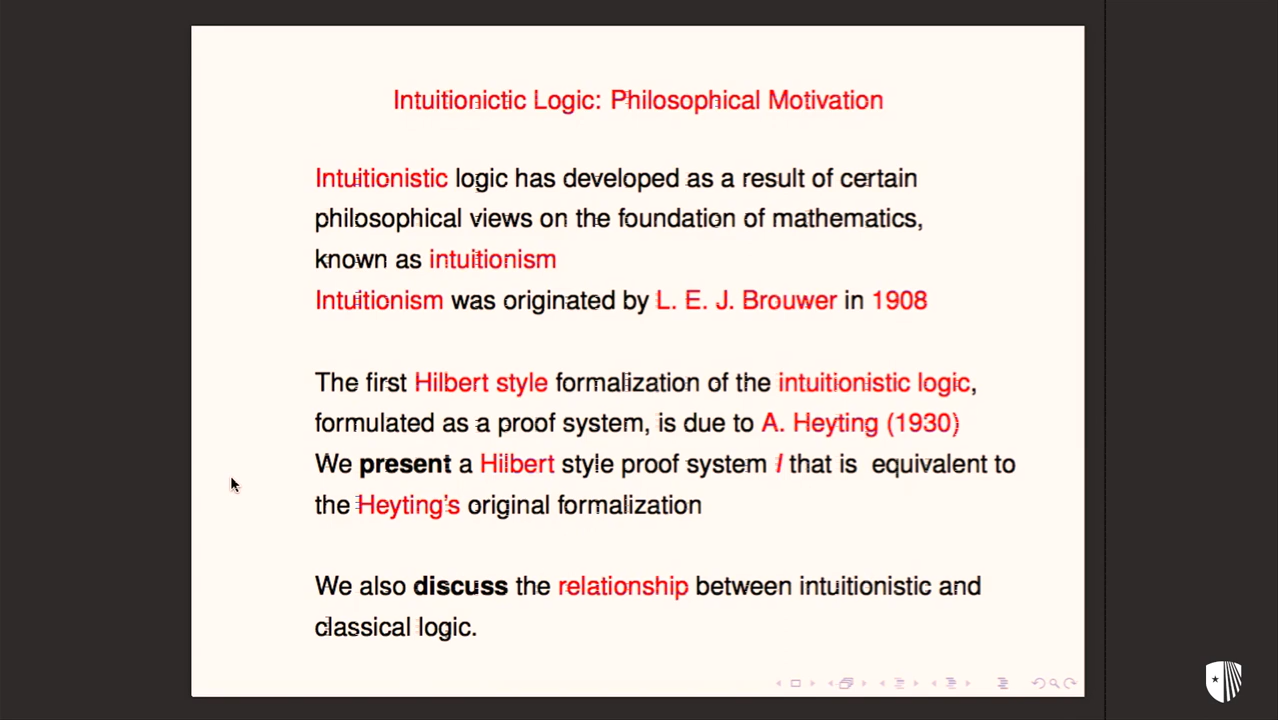 Intuitionictic Logic: Philosophical Motivation
Intuitionistic logic has developed as a result of certain
philosophical views on the foundation of mathematics,
known as intuitionism
Intuitionism was originated by L. E. J. Brouwer in 1908
The first Hilbert style formalization of the intuitionistic logic,
formulated as a proof system, is due to A. Heyting (1930)
We present a Hilbert style proof system I that is equivalent to
the Heyting's original formalization
We also discuss the relationship between intuitionistic and
classical logic.